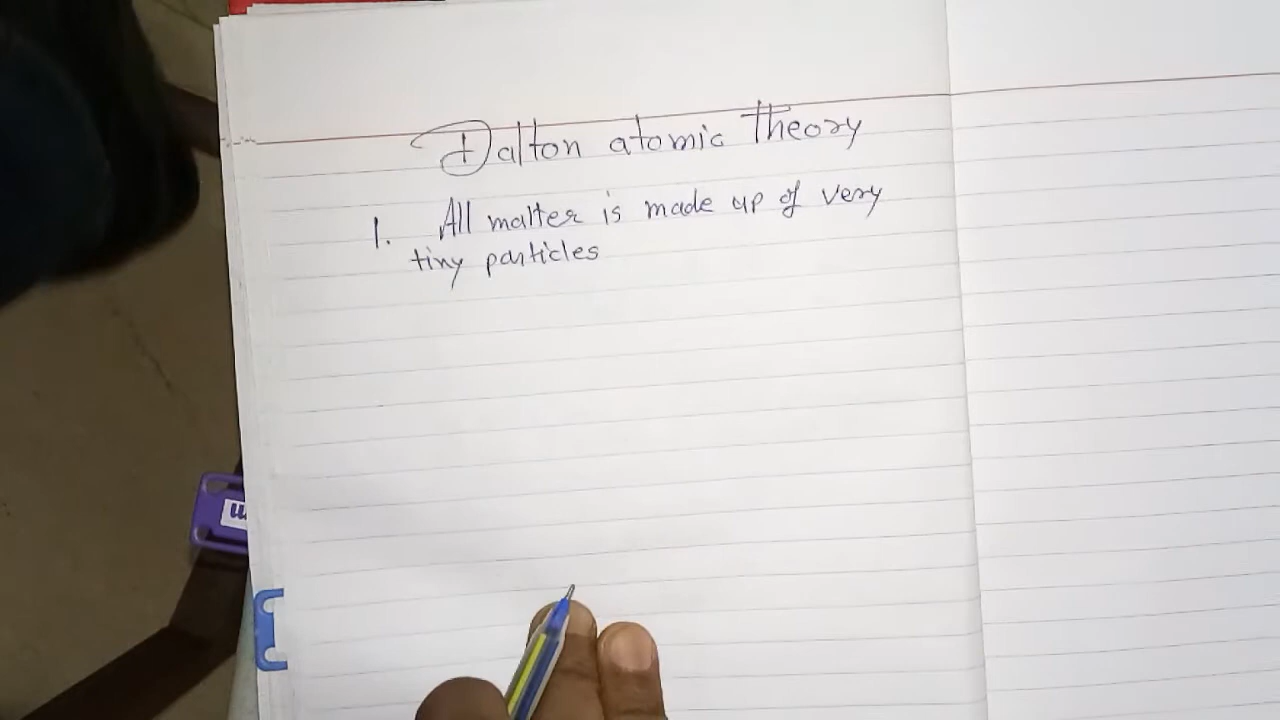 Dalton atomic Theory
1. All matter is made up of very
tiny particles